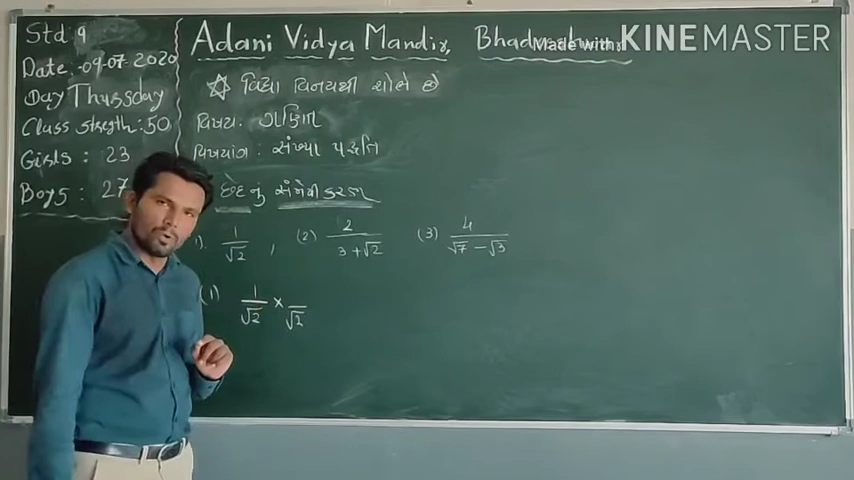 Std : 9
Date :- 09-07 2020
Day Thursday
Class strength : 50
Girls : 23
Boys : 27
Adani Vidya Mandir,
Made with KINEMASTER
વિદ્યા વિનયથી શોભે છે
વિષય : ગણિત
વિષયાંગ : સંખ્યા પદ્ધતિ
છેદનું સંમેયીકરણ
1). 1/√2 , (2) 2/3+√2 (3) 4/√7-√3
(1) 1/√2 × /√2